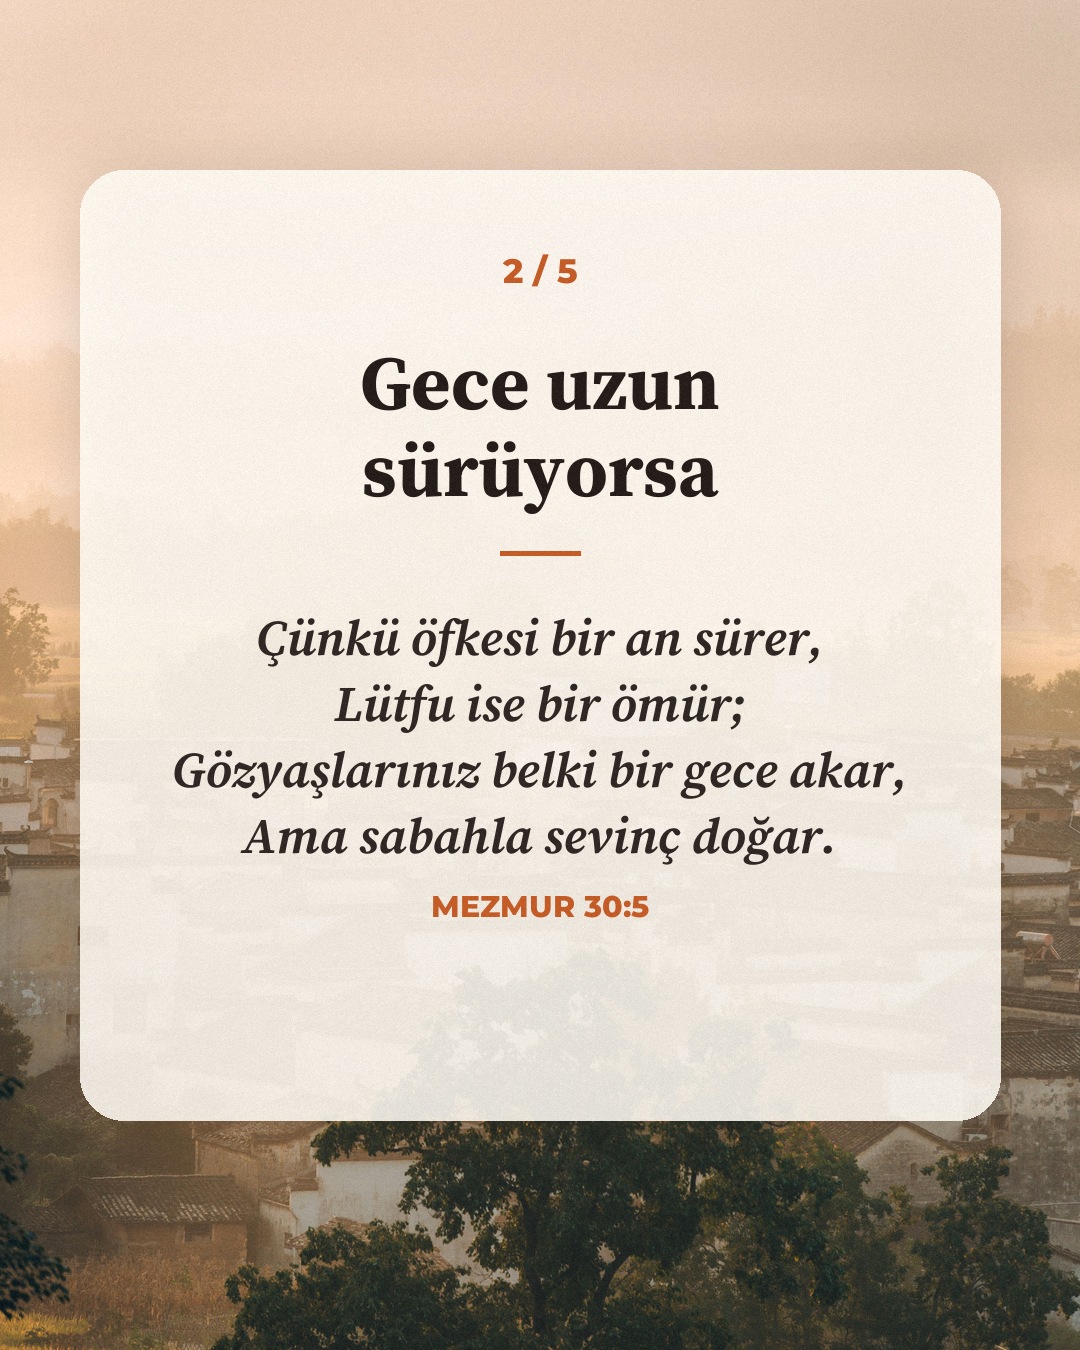 2 / 5
Gece uzun
sürüyorsa
Çünkü öfkesi bir an sürer,
Lütfu ise bir ömür;
Gözyaşlarınız belki bir gece akar,
Ama sabahla sevinç doğar.
MEZMUR 30:5